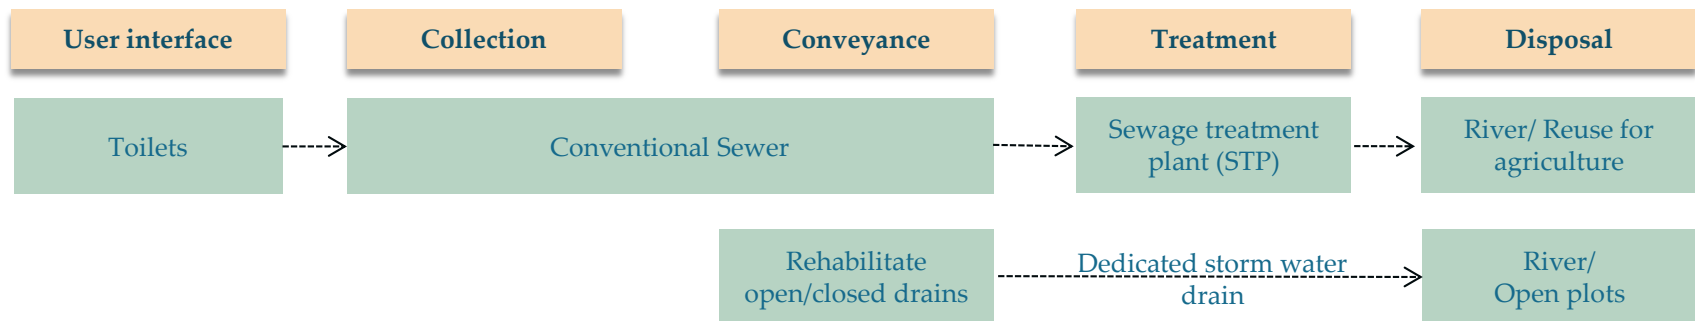 User interface
Collection
Conveyance
Treatment
Disposal
Toilets
Conventional Sewer
Sewage treatment
plant (STP)
River/ Reuse for
agriculture
Rehabilitate
open/closed drains
Dedicated storm water
drain
River/
Open plots